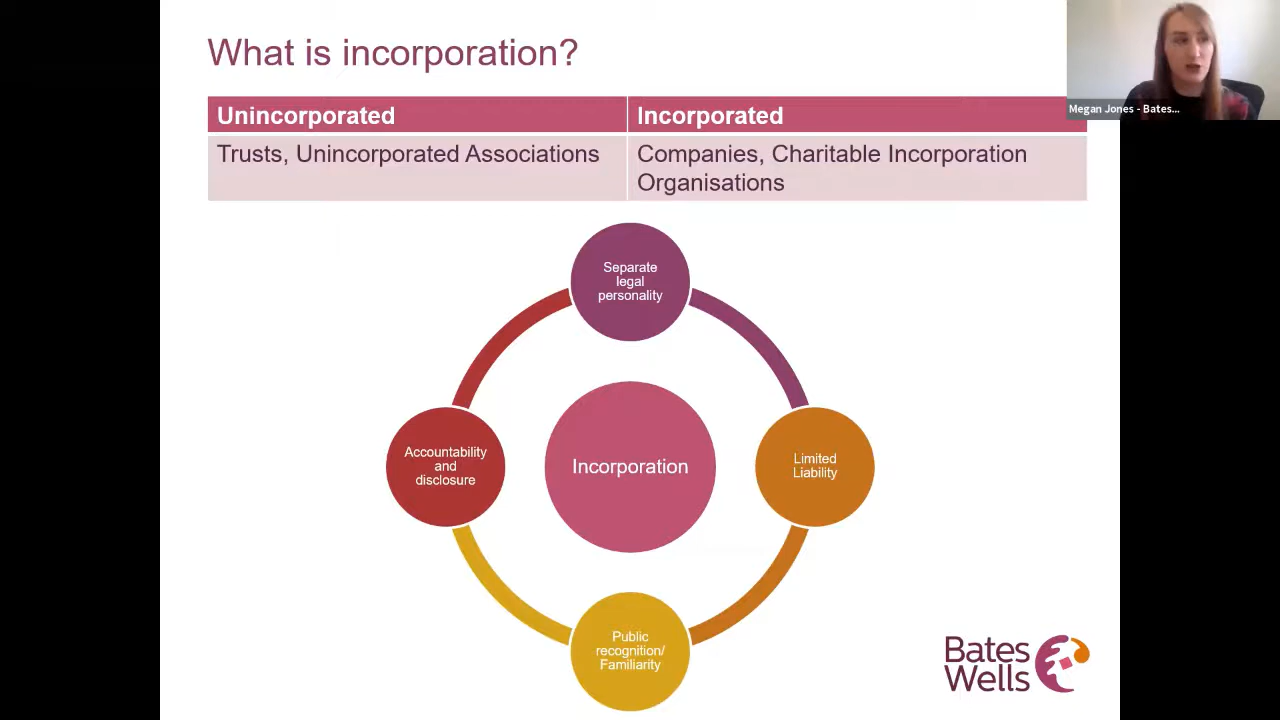 What is incorporation?
Megan Jones - Bates...
Unincorporated
Incorporated
Trusts, Unincorporated Associations
Companies, Charitable Incorporation
Organisations
Separate
legal
personality
Accountability
and
disclosure
Incorporation
Limited
Liability
Public
recognition/
Familiarity
Bates
Wells